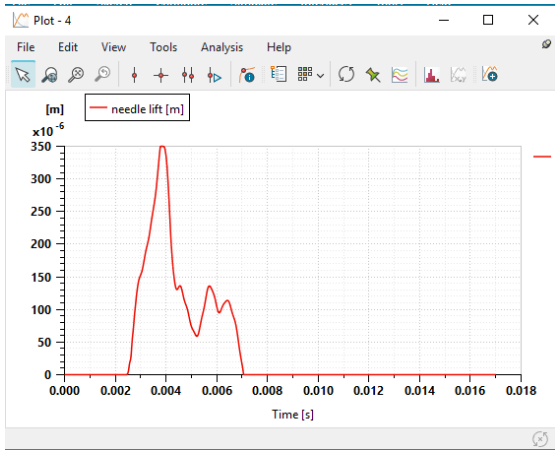 Plot - 4
File Edit View Tools Analysis Help
[m]
x10-6
needle lift [m]
350
300
250
200
150
100
50
0
0.000 0.002 0.004 0.006 0.008 0.010 0.012 0.014 0.016 0.018
Time [s]